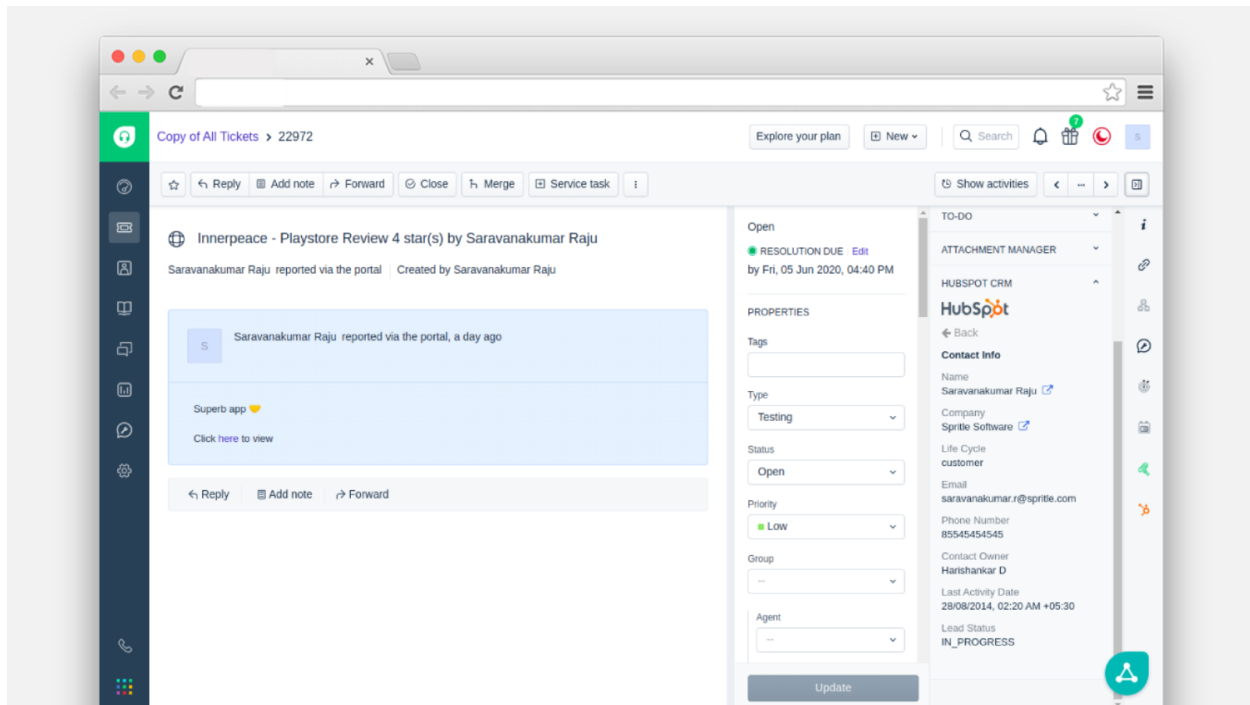 Copy of All Tickets > 22972
Explore your plan
New
Search
7
S
Reply
Add note
Forward
Close
Merge
Service task
Show activities
Innerpeace - Playstore Review 4 star(s) by Saravanakumar Raju
Saravanakumar Raju reported via the portal
Created by Saravanakumar Raju
S
Saravanakumar Raju reported via the portal, a day ago
Superb app 🤝
Click here to view
Reply
Add note
Forward
Open
RESOLUTION DUE Edit
by Fri, 05 Jun 2020, 04:40 PM
PROPERTIES
Tags
Type
Testing
Status
Open
Priority
Low
Group
--
Agent
--
Update
TO-DO
ATTACHMENT MANAGER
HUBSPOT CRM
HubSpot
Back
Contact Info
Name
Saravanakumar Raju
Company
Spritle Software
Life Cycle
customer
Email
saravanakumar.r@spritle.com
Phone Number
85545454545
Contact Owner
Harishankar D
Last Activity Date
28/08/2014, 02:20 AM +05:30
Lead Status
IN_PROGRESS